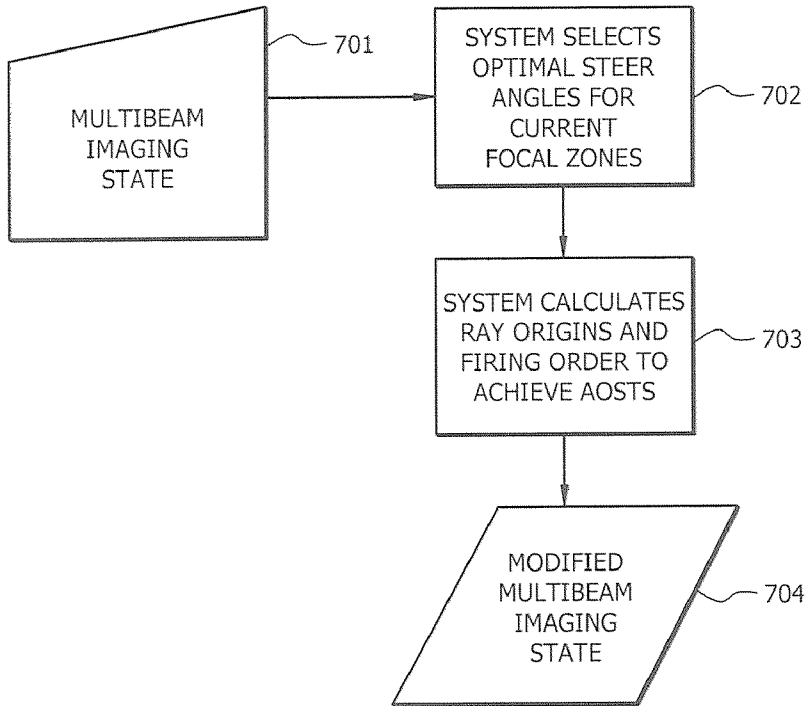 701
MULTIBEAM
IMAGING
STATE
SYSTEM SELECTS
OPTIMAL STEER
ANGLES FOR
CURRENT
FOCAL ZONES
702
SYSTEM CALCULATES
RAY ORIGINS AND
FIRING ORDER TO
ACHIEVE AOSTS
703
MODIFIED
MULTIBEAM
IMAGING
STATE
704